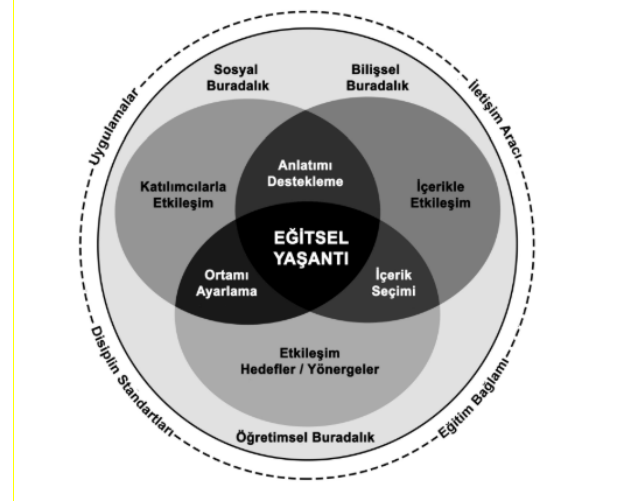 Sosyal
Buradalık
Bilişsel
Buradalık
Uygulamalar
İletişim Aracı
Anlatımı
Destekleme
Katılımcılarla
Etkileşim
İçerikle
Etkileşim
EĞİTSEL
YAŞANTI
Ortamı
Ayarlama
İçerik
Seçimi
Etkileşim
Hedefler / Yönergeler
Disiplin Standartları
Eğitim Bağlamı
Öğretimsel Buradalık